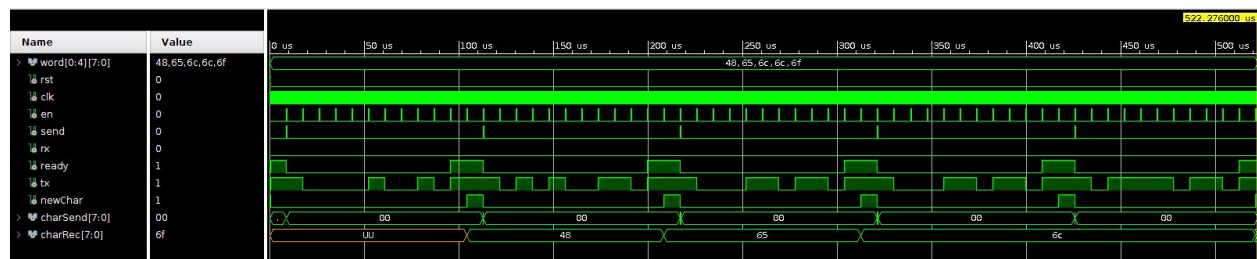 522.276000 us
Name Value 0 us 50 us 100 us 150 us 200 us 250 us 300 us 350 us 400 us 450 us 500 us
word[0:4][7:0] 48,65,6c,6c,6f 48,65,6c,6c,6f
rst 0
clk 0
en 0
send 0
rx 0
ready 1
tx 1
newChar 1
charSend[7:0] 00 . 00 00 00 00 00
charRec[7:0] 6f UU 48 65 6c